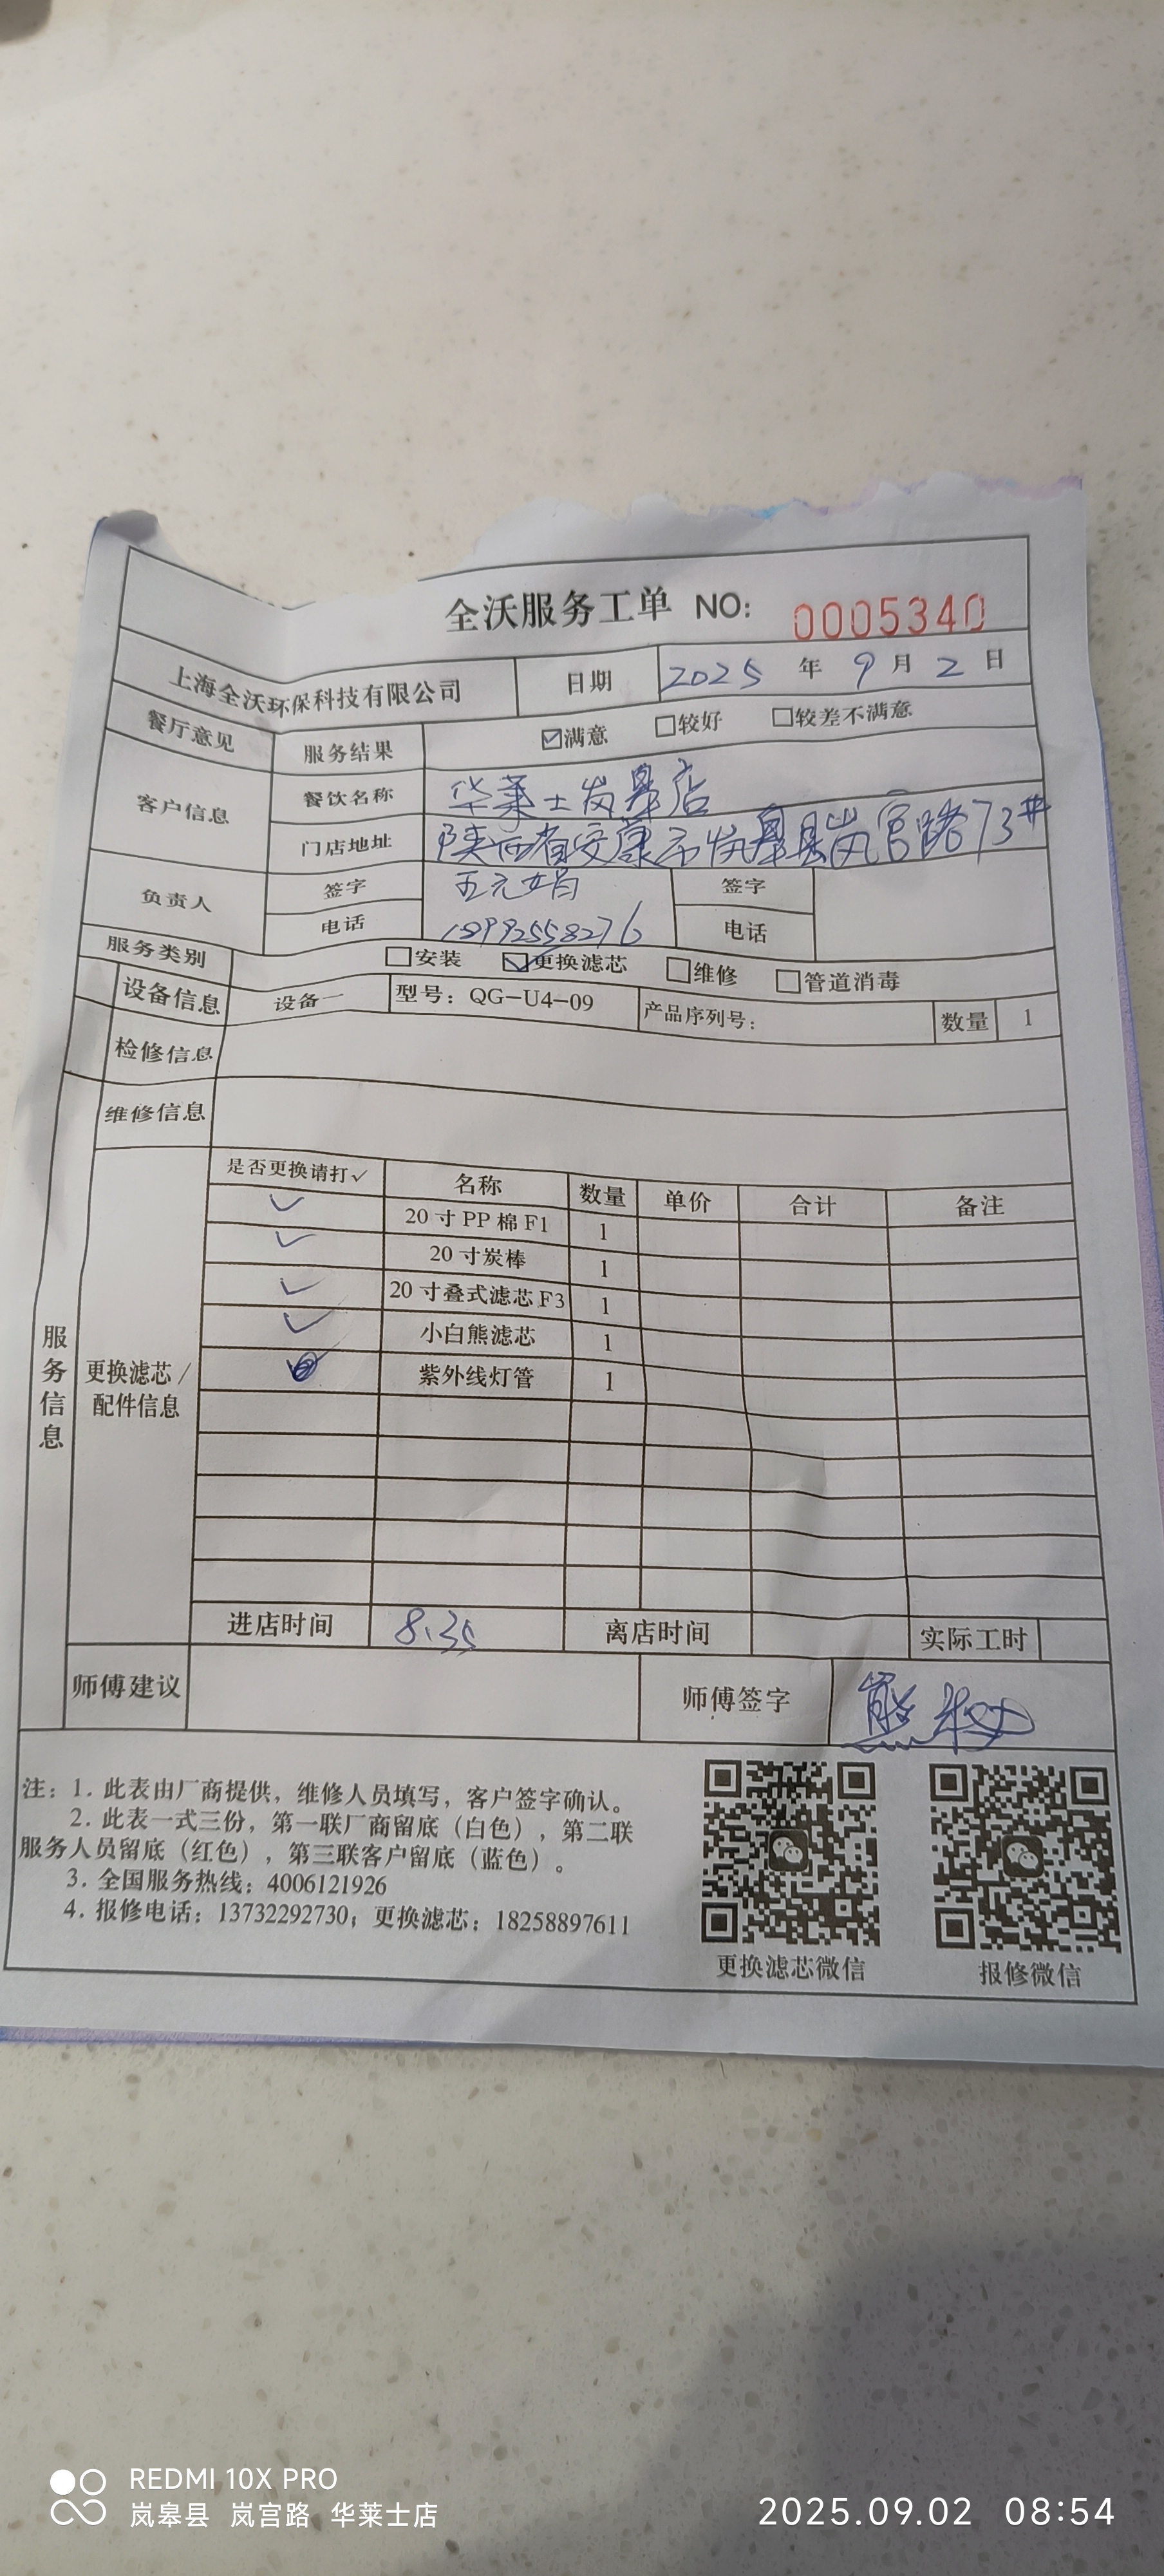 全沃服务工单 NO: 0005340
上海全沃环保科技有限公司 日期 2025 年 9 月 2 日
餐厅意见 服务结果 ☑满意 □较好 □较差不满意
客户信息 餐饮名称 华莱士岚皋店
门店地址 陕西省安康市岚皋县岚官路73#
负责人 签字 签字
电话 18992558276 电话
服务类别 □安装 ☑更换滤芯 □维修 □管道消毒
设备信息 设备一 型号：QG-U4-09 产品序列号： 数量 1
检修信息
维修信息
服务信息
更换滤芯/配件信息
是否更换请打✓ 名称 数量 单价 合计 备注
✓ 20 寸 PP 棉 F1 1
✓ 20 寸炭棒 1
✓ 20 寸叠式滤芯 F3 1
✓ 小白熊滤芯 1
紫外线灯管 1
进店时间 8.35 离店时间 实际工时
师傅建议 师傅签字 熊
注：1. 此表由厂商提供，维修人员填写，客户签字确认。
2. 此表一式三份，第一联厂商留底（白色），第二联
服务人员留底（红色），第三联客户留底（蓝色）。
3. 全国服务热线：4006121926
4. 报修电话：13732292730；更换滤芯：18258897611
更换滤芯微信 报修微信
REDMI 10X PRO
岚皋县 岚宫路 华莱士店
2025.09.02 08:54